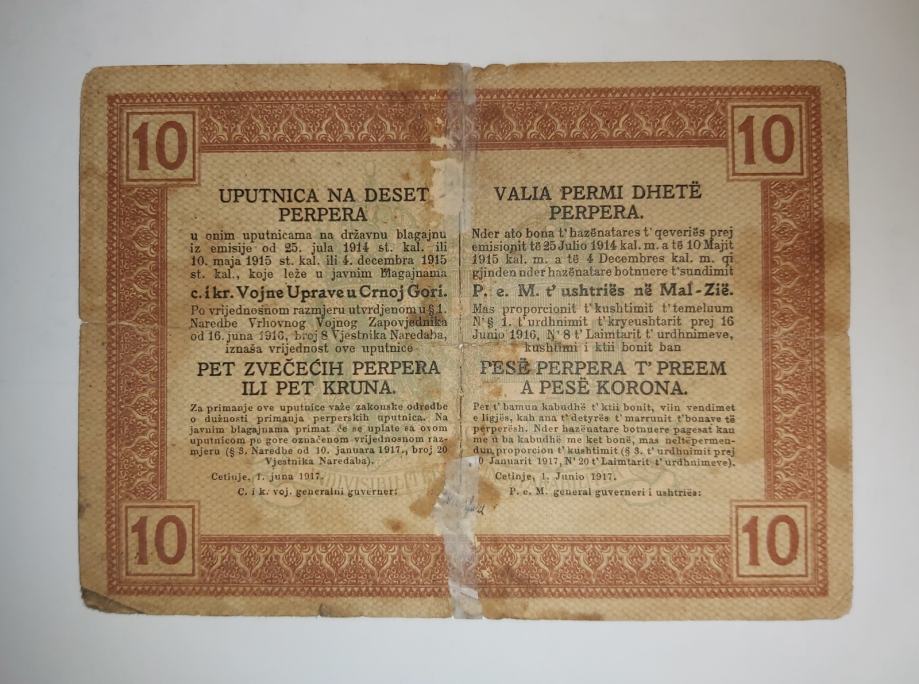 10
10
UPUTNICA NA DESET
PERPERA
u onim uputnicama na državnu blagajnu
iz emisije od 25. jula 1914 st. kal. ili
10. maja 1915 st. kal. ili 4. decembra 1915
st. kal., koje leže u javnim blagajnama
c. i kr. Vojne Uprave u Crnoj Gori.
Po vrijednosnom razmjeru utvrdjenom u § 1.
Naredbe Vrhovnog Vojnog Zapovjednika
od 16. juna 1916, broj 8 Vjestnika Naredaba,
iznaša vrijednost ove uputnice
PET ZVEČEĆIH PERPERA
ILI PET KRUNA.
Za primanje ove uputnice važe zakonske odredbe
o dužnosti primanja perperskih uputnica. Na
javnim blagajnama primat će se uplate sa ovom
uputnicom po gore označenom vrijednosnom raz-
mjeru (§ 3. Naredbe od 10. januara 1917., broj 20
Vjestnika Naredaba).
Cetinje, 1. juna 1917.
C. i k. voj. generalni guverner:
VALIA PERMI DHETË
PERPERA.
Nder ato bona t' hazënatares t' qeveriës prej
emisionit të 25 Julio 1914 kal. m. a të 10 Majit
1915 kal. m. a të 4 Decembres kal. m. qi
gjinden nder hazënatare botnuere t' sundimit
P. e. M. t' ushtriës në Mal-Zië.
Mas proporcionit t' kushtimit t' temeluum
N' § 1. t' urdhnimit t' kryeushtarit prej 16
Junio 1916, N' 8 t' Laimtarit t' urdhnimeve,
kushtimi i ktii bonit ban
PESË PERPERA T' PREEM
A PESË KORONA.
Per t' bamun kabudhë t' ktii bonit, viin vendimet
e ligjës, kah ana t' detyrës t' marrunit t' bonave të
përperësh. Nder hazënatare botnuere pagesat kan
me u ba kabudhë me ket bonë, mas neltëpermen-
dun proporcion t' kushtimit (§ 3. t' urdhnimit prej
10 Januarit 1917, N' 20 t' Laimtarit t' urdhnimeve).
Cetinje, 1. Junio 1917.
P. e M. general guverneri i ushtriës:
10
10